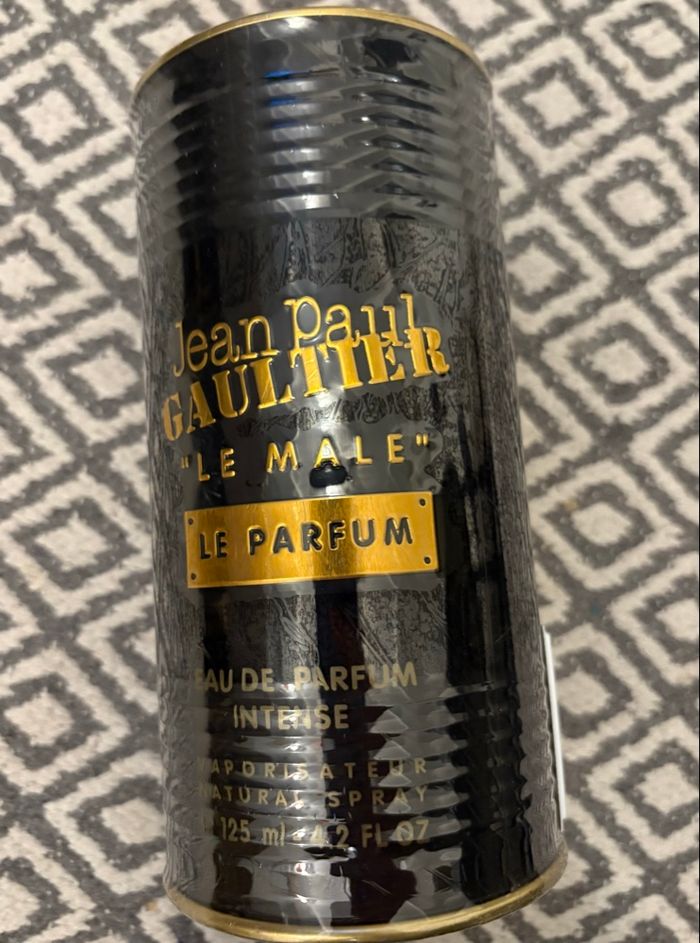 Jean Paul
GAULTIER
"LE MALE"
LE PARFUM
EAU DE PARFUM
INTENSE
VAPORISATEUR
NATURAL SPRAY
125 ml 4.2 FL OZ